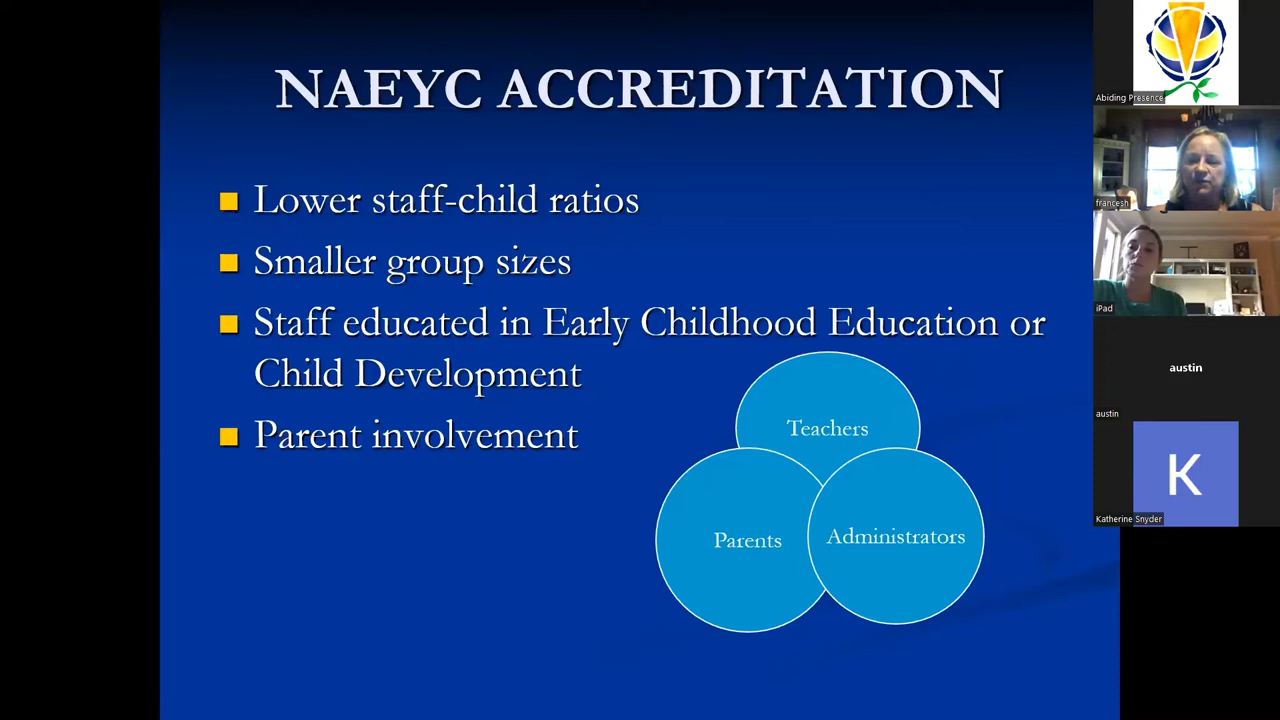 NAEYC ACCREDITATION
Lower staff-child ratios
Smaller group sizes
Staff educated in Early Childhood Education or
Child Development
Parent involvement
Teachers
Parents
Administrators
Abiding Presence
francesh
iPad
austin
austin
K
Katherine Snyder